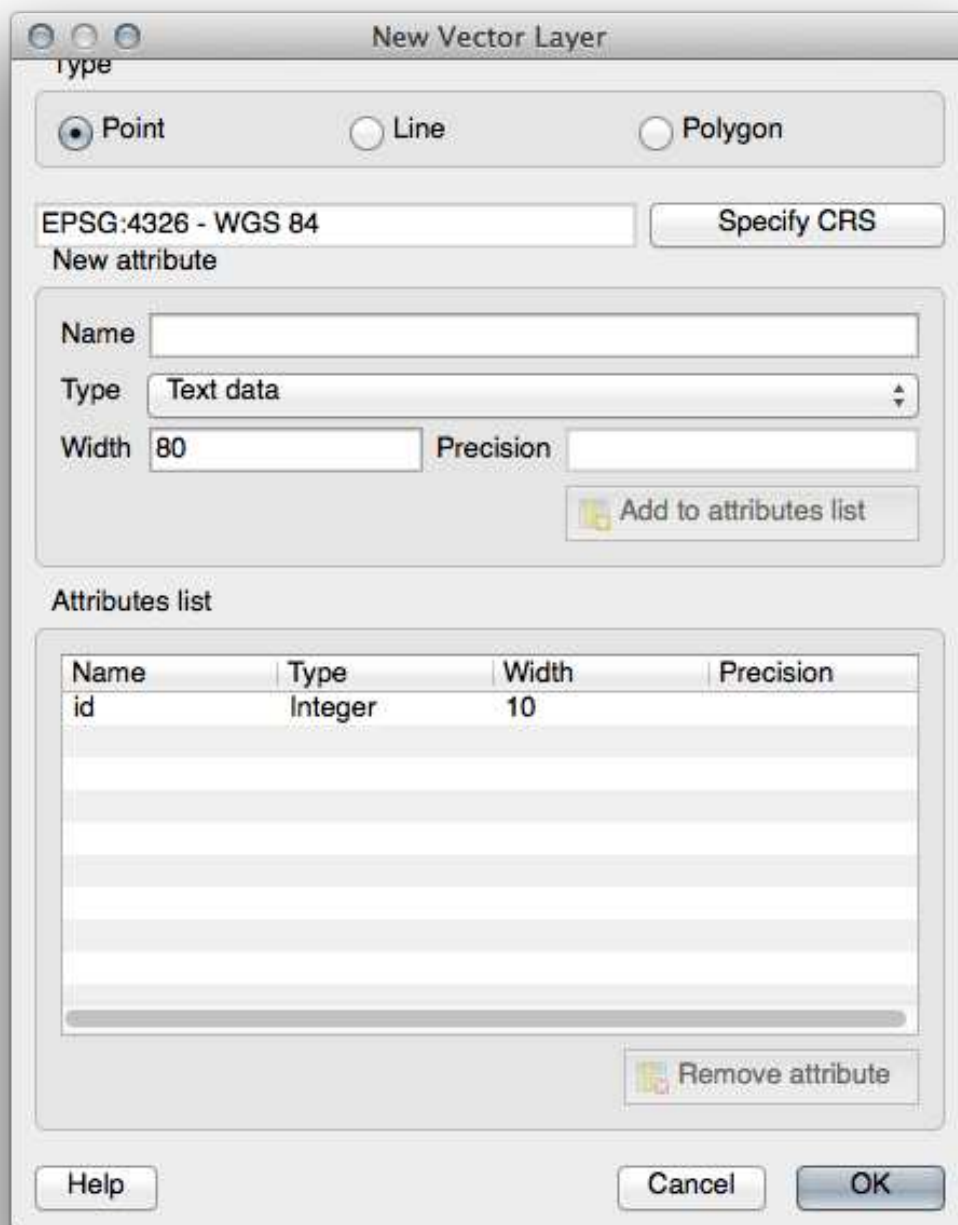 New Vector Layer
Type
Point Line Polygon
EPSG:4326 - WGS 84 Specify CRS
New attribute
Name
Type Text data
Width 80 Precision
Add to attributes list
Attributes list
Name Type Width Precision
id Integer 10
Remove attribute
Help Cancel OK